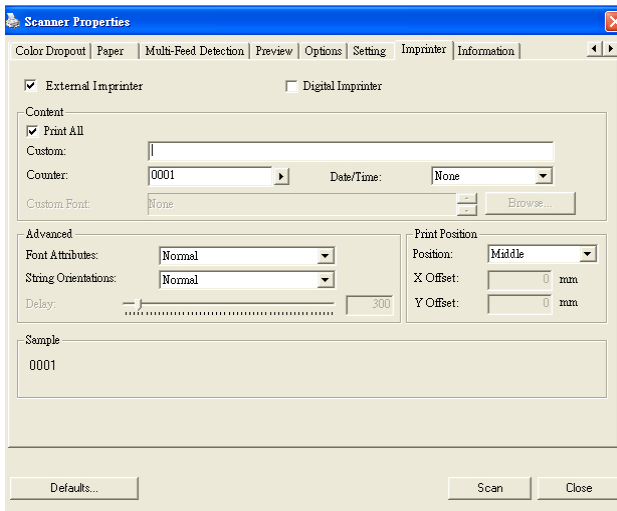 Scanner Properties
Color Dropout Paper Multi-Feed Detection Preview Options Setting Imprinter Information
External Imprinter Digital Imprinter
Content
Print All
Custom:
Counter: 0001 Date/Time: None
Custom Font: None Browse...
Advanced Print Position
Font Attributes: Normal Position: Middle
String Orientations: Normal X Offset: 0 mm
Delay: 300 Y Offset: 0 mm
Sample
0001
Defaults... Scan Close